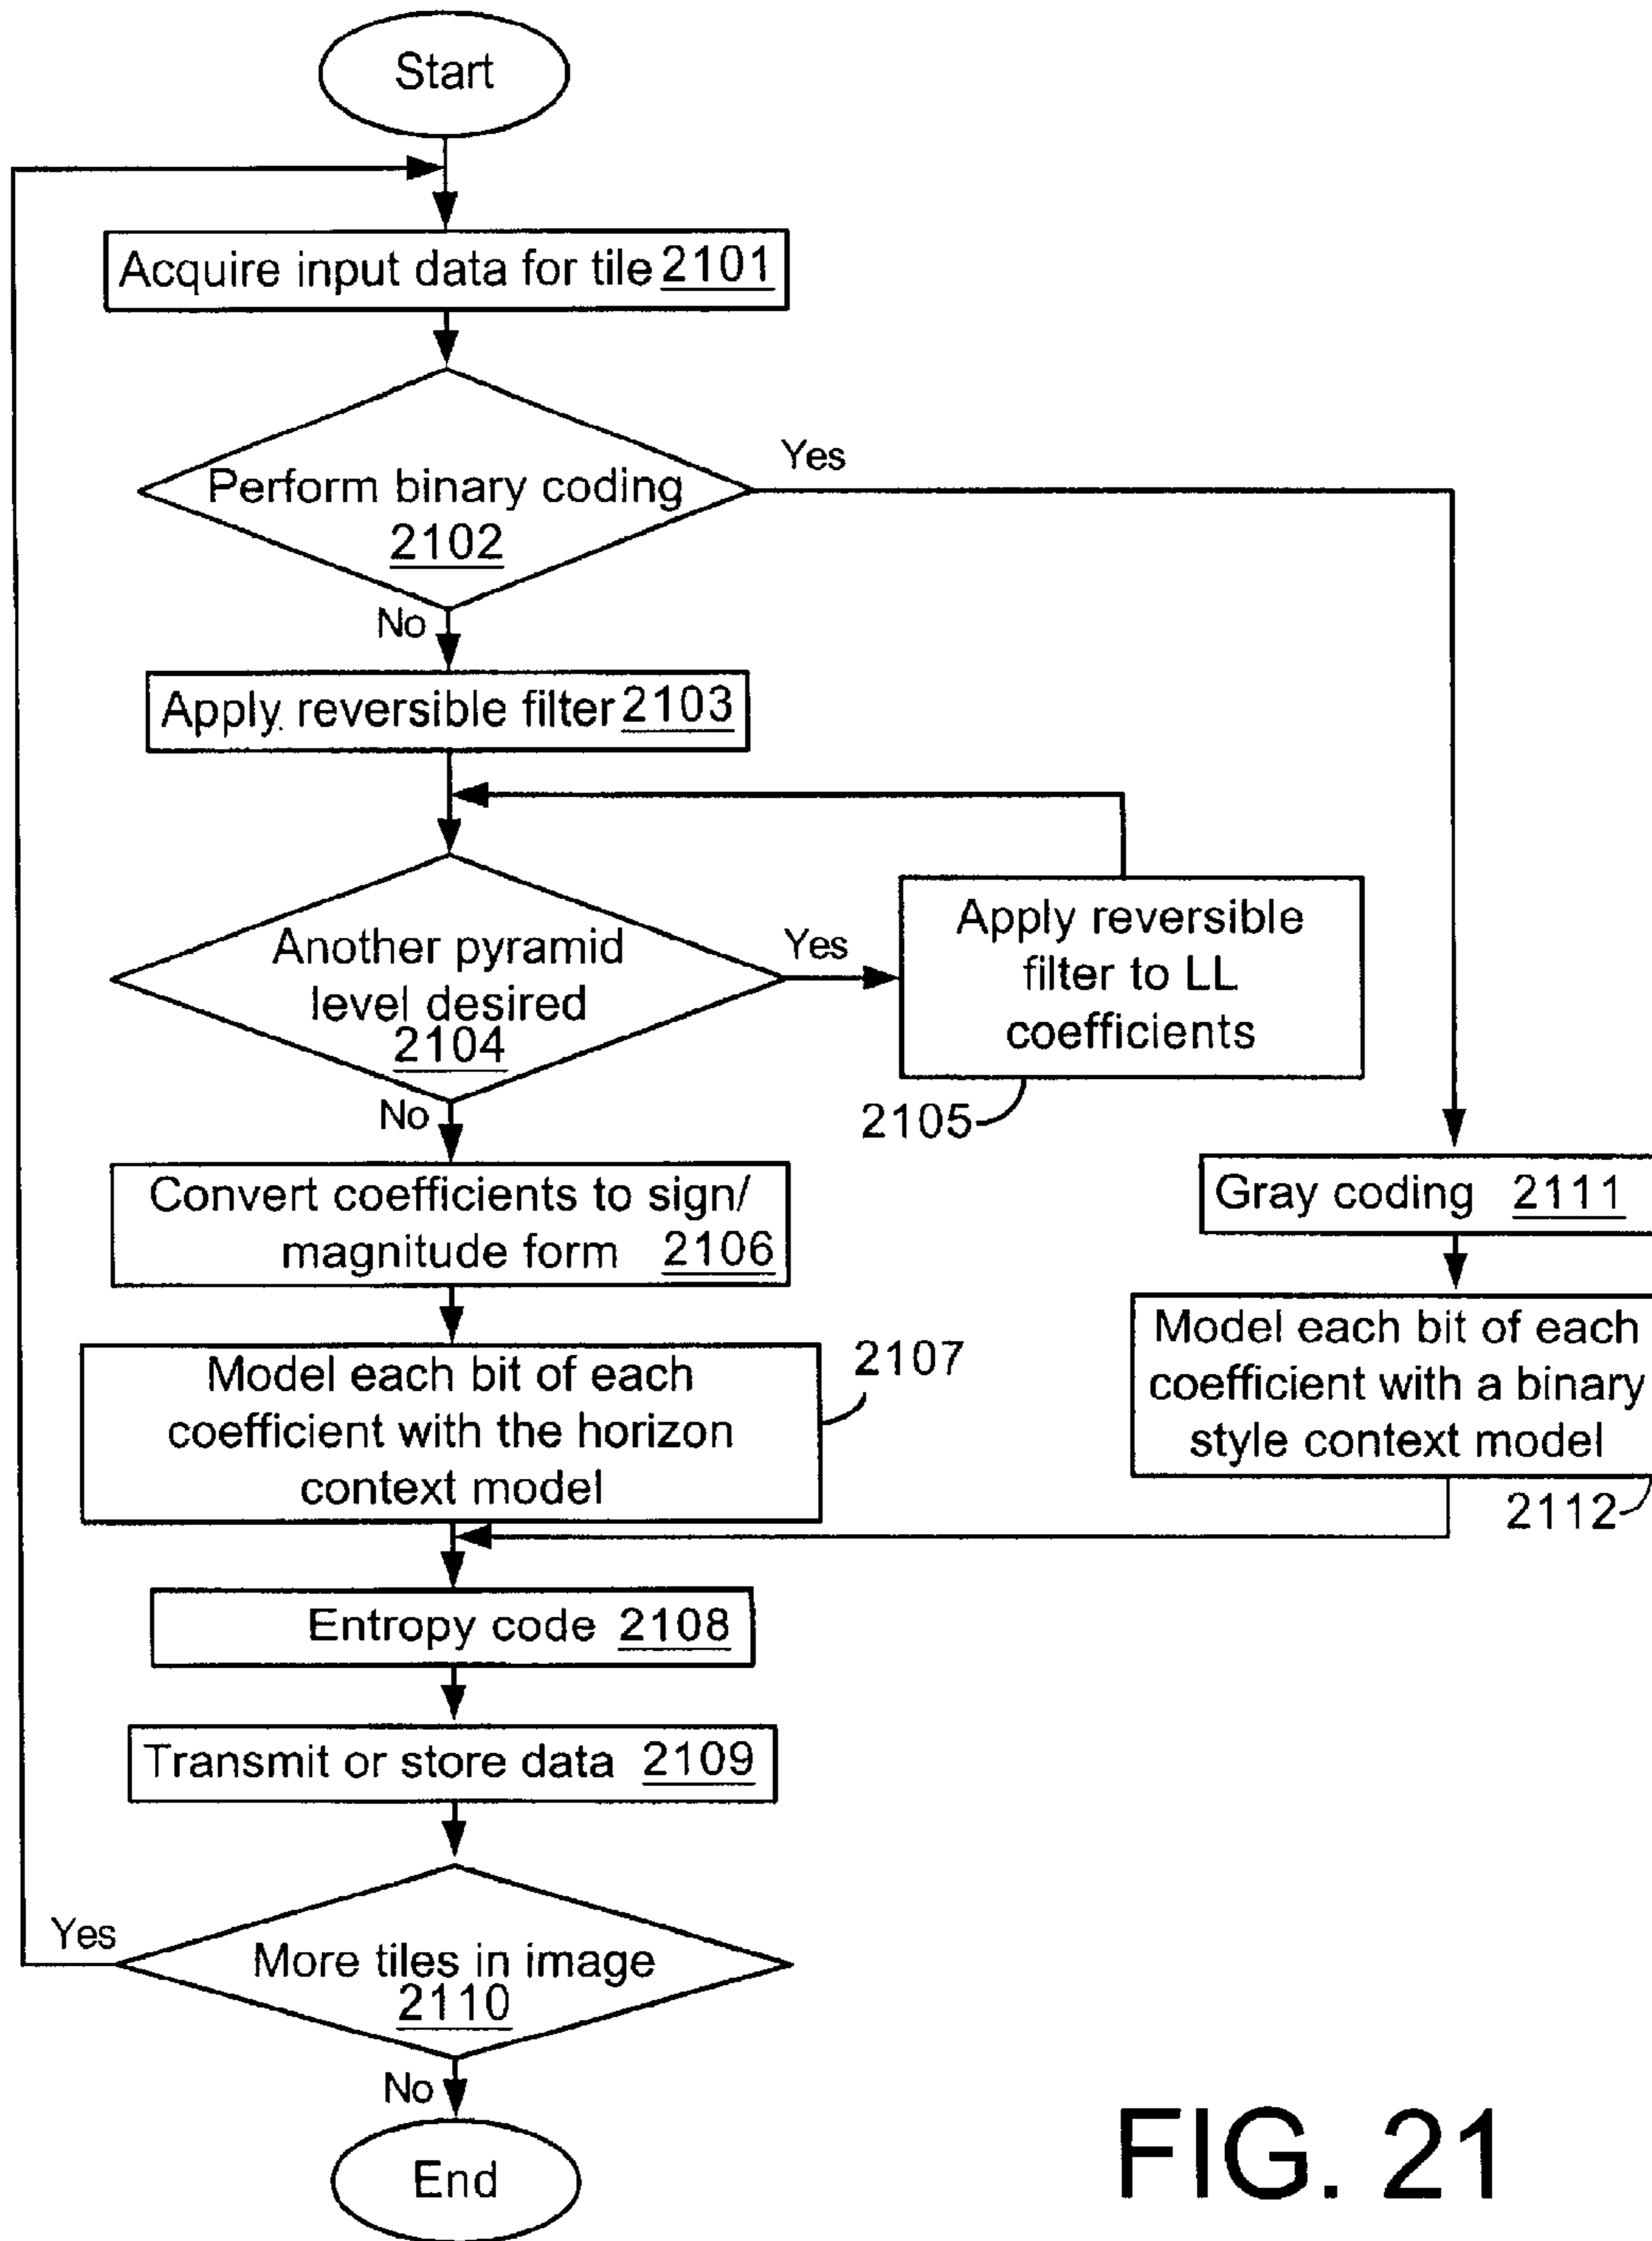 Start
Acquire input data for tile 2101
Perform binary coding
2102
Yes
No
Apply reversible filter 2103
Another pyramid
level desired
2104
Yes
Apply reversible
filter to LL
coefficients
2105
No
Convert coefficients to sign/
magnitude form 2106
Gray coding 2111
Model each bit of each
coefficient with the horizon
context model
2107
Model each bit of each
coefficient with a binary
style context model
2112
Entropy code 2108
Transmit or store data 2109
Yes
More tiles in image
2110
No
End
FIG. 21